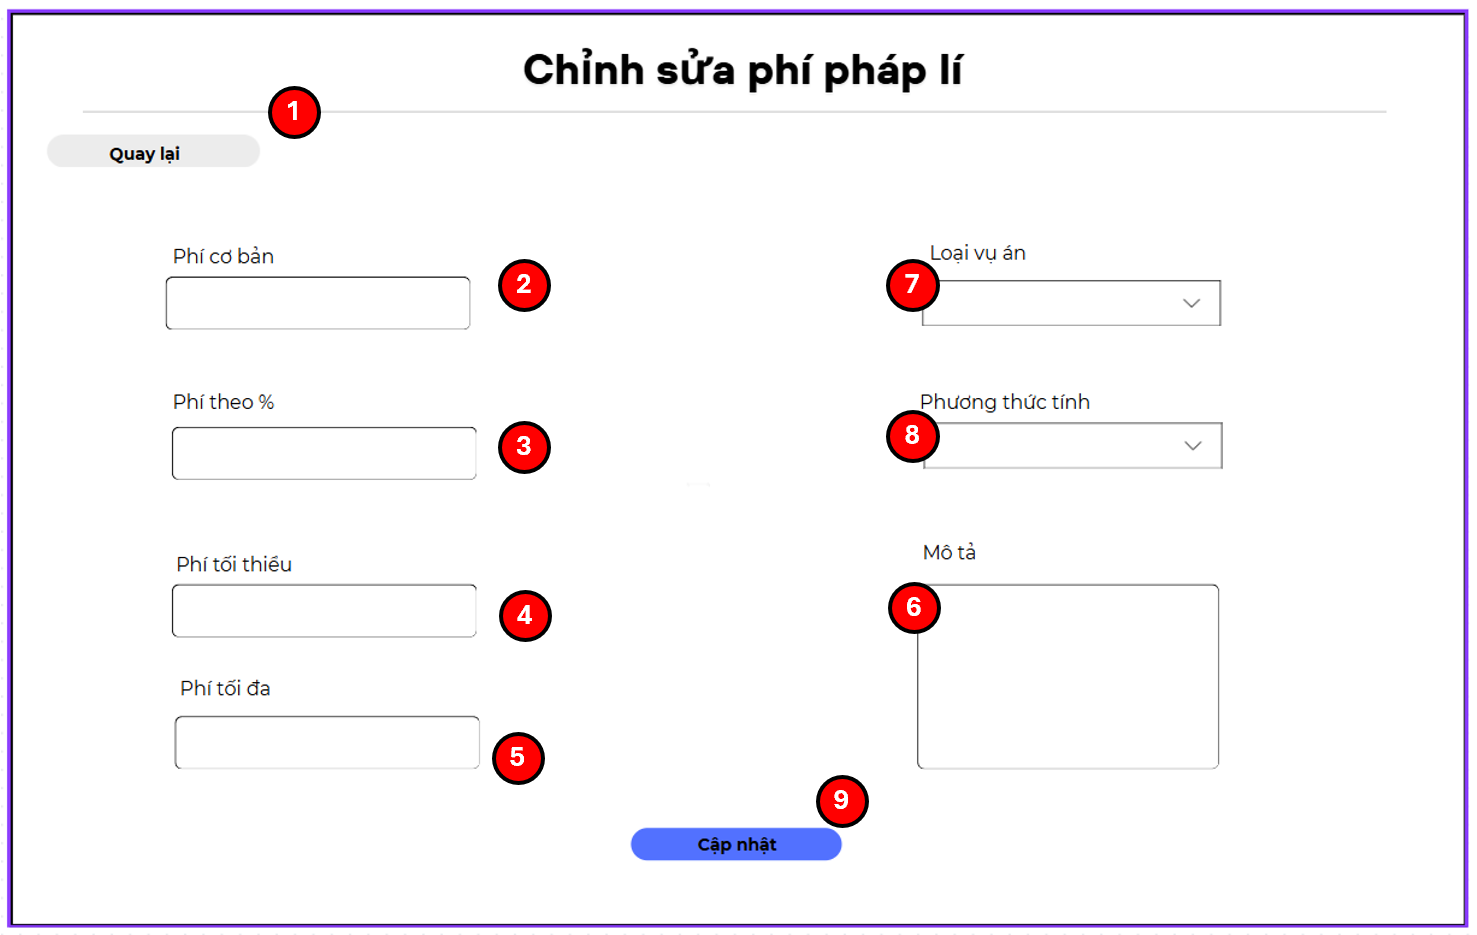 Chỉnh sửa phí pháp lí
1
Quay lại
Phí cơ bản
2
Loại vụ án
7
Phí theo %
3
Phương thức tính
8
Phí tối thiểu
4
Mô tả
6
Phí tối đa
5
9
Cập nhật